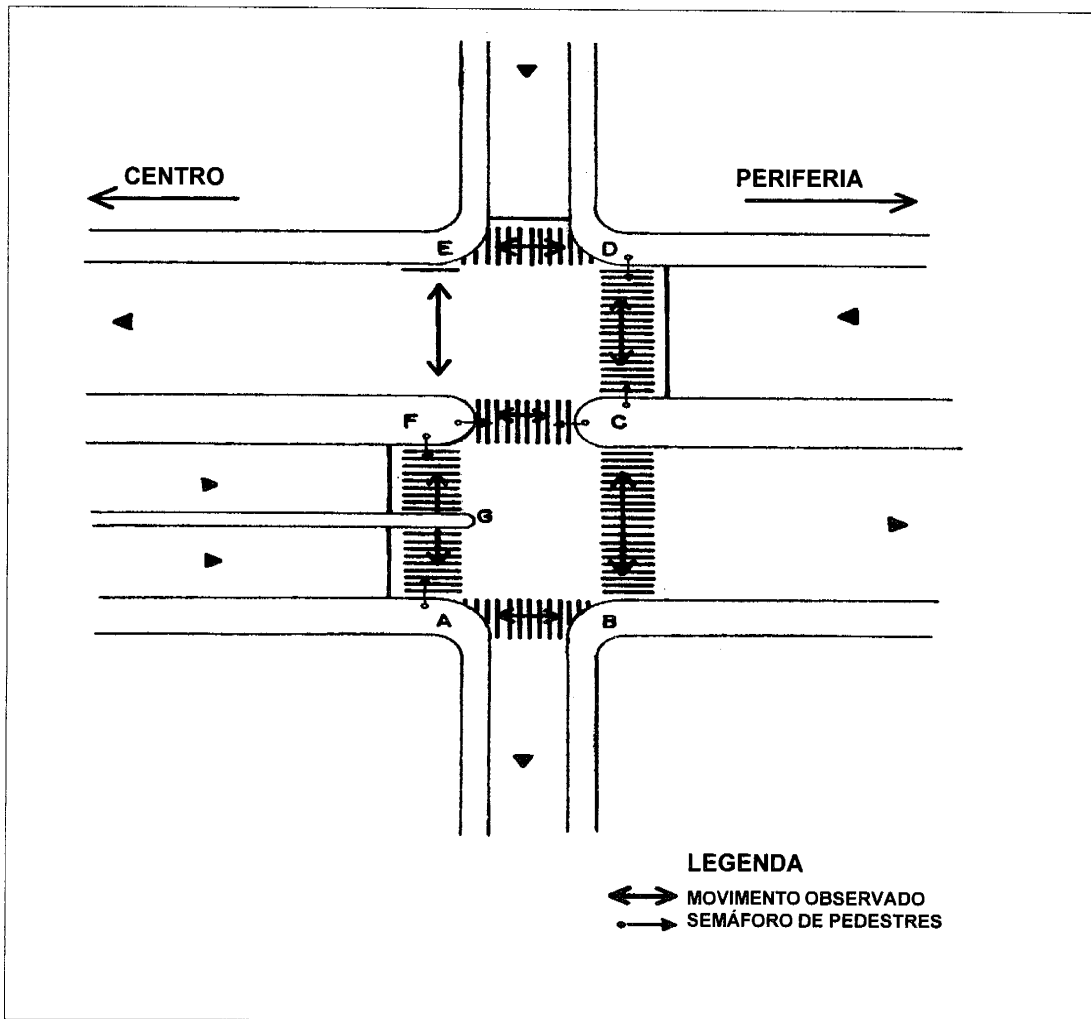 CENTRO
PERIFERIA
E
D
F
C
G
A
B
LEGENDA
MOVIMENTO OBSERVADO
SEMÁFORO DE PEDESTRES